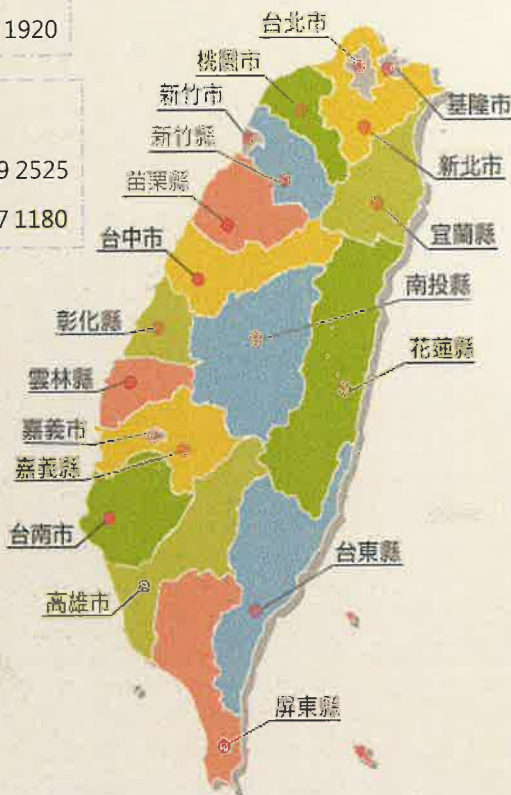 1920
9 2525
7 1180
台北市
桃園市
基隆市
新竹市
新竹縣
新北市
苗栗縣
宜蘭縣
台中市
南投縣
彰化縣
花蓮縣
雲林縣
嘉義市
嘉義縣
台南市
台東縣
高雄市
屏東縣